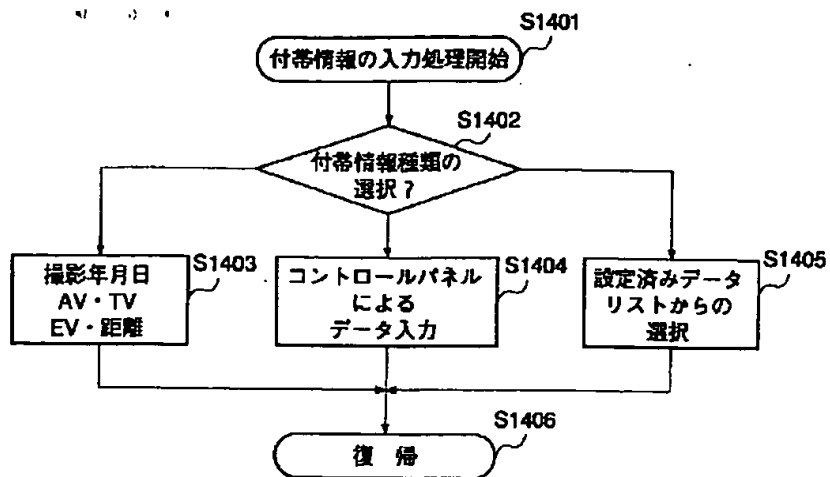 S1401
付帯情報の入力処理開始
S1402
付帯情報種類の
選択?
S1403
撮影年月日
AV・TV
EV・距離
S1404
コントロールパネル
による
データ入力
S1405
設定済みデータ
リストからの
選択
S1406
復 帰